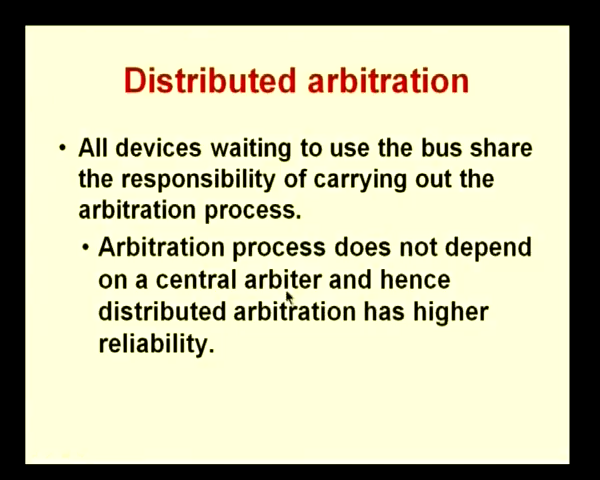 Distributed arbitration
• All devices waiting to use the bus share
the responsibility of carrying out the
arbitration process.
• Arbitration process does not depend
on a central arbiter and hence
distributed arbitration has higher
reliability.